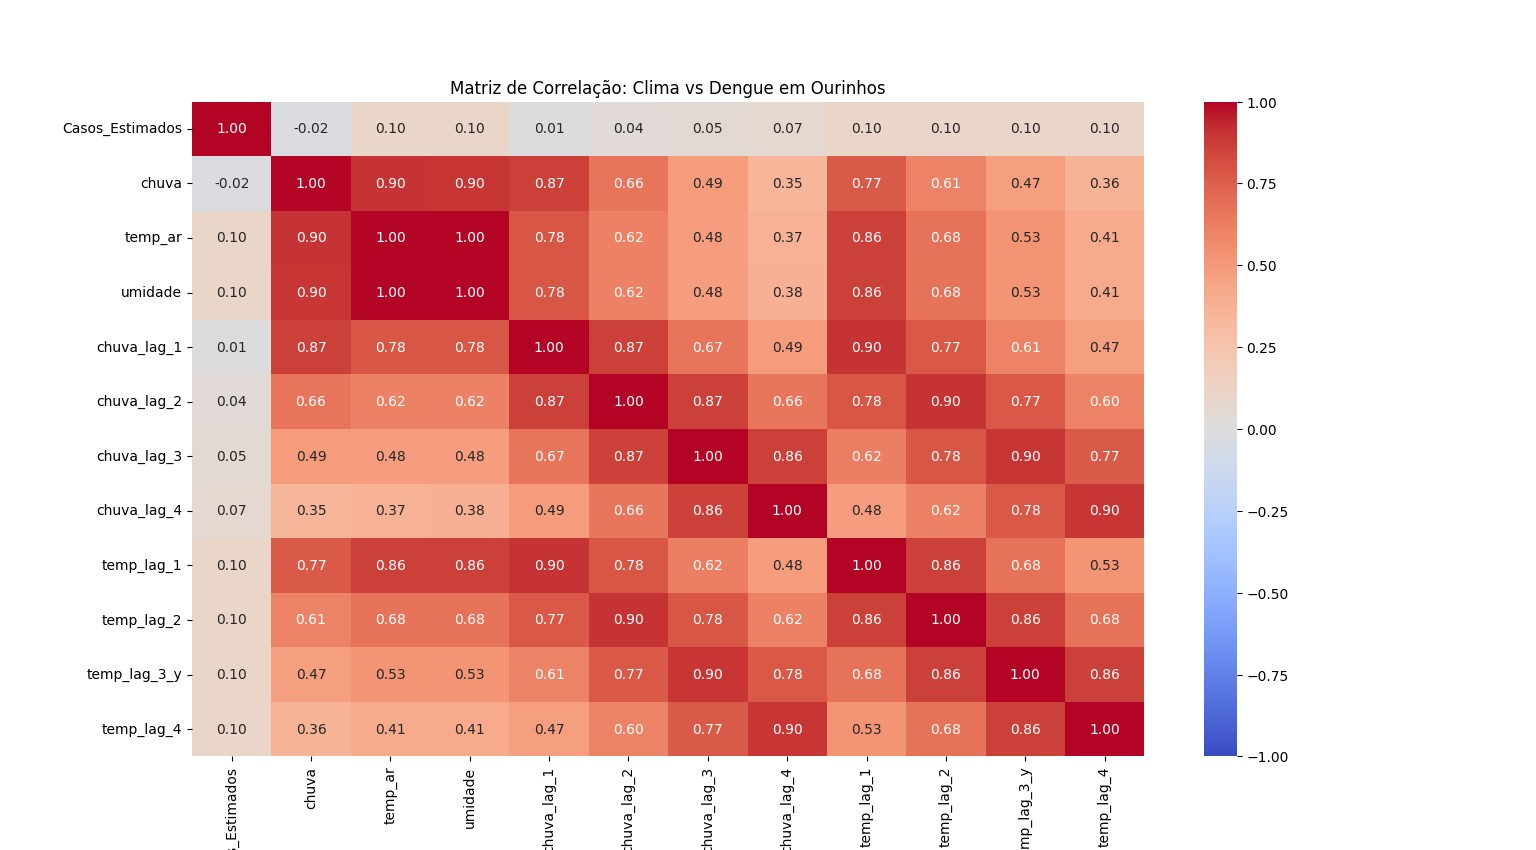 Matriz de Correlação: Clima vs Dengue em Ourinhos
Casos_Estimados 1.00 -0.02 0.10 0.10 0.01 0.04 0.05 0.07 0.10 0.10 0.10 0.10
chuva -0.02 1.00 0.90 0.90 0.87 0.66 0.49 0.35 0.77 0.61 0.47 0.36
temp_ar 0.10 0.90 1.00 1.00 0.78 0.62 0.48 0.37 0.86 0.68 0.53 0.41
umidade 0.10 0.90 1.00 1.00 0.78 0.62 0.48 0.38 0.86 0.68 0.53 0.41
chuva_lag_1 0.01 0.87 0.78 0.78 1.00 0.87 0.67 0.49 0.90 0.77 0.61 0.47
chuva_lag_2 0.04 0.66 0.62 0.62 0.87 1.00 0.87 0.66 0.78 0.90 0.77 0.60
chuva_lag_3 0.05 0.49 0.48 0.48 0.67 0.87 1.00 0.86 0.62 0.78 0.90 0.77
chuva_lag_4 0.07 0.35 0.37 0.38 0.49 0.66 0.86 1.00 0.48 0.62 0.78 0.90
temp_lag_1 0.10 0.77 0.86 0.86 0.90 0.78 0.62 0.48 1.00 0.86 0.68 0.53
temp_lag_2 0.10 0.61 0.68 0.68 0.77 0.90 0.78 0.62 0.86 1.00 0.86 0.68
temp_lag_3_y 0.10 0.47 0.53 0.53 0.61 0.77 0.90 0.78 0.68 0.86 1.00 0.86
temp_lag_4 0.10 0.36 0.41 0.41 0.47 0.60 0.77 0.90 0.53 0.68 0.86 1.00
_Estimados
chuva
temp_ar
umidade
huva_lag_1
huva_lag_2
huva_lag_3
huva_lag_4
temp_lag_1
temp_lag_2
mp_lag_3_y
temp_lag_4
1.00
0.75
0.50
0.25
0.00
−0.25
−0.50
−0.75
−1.00